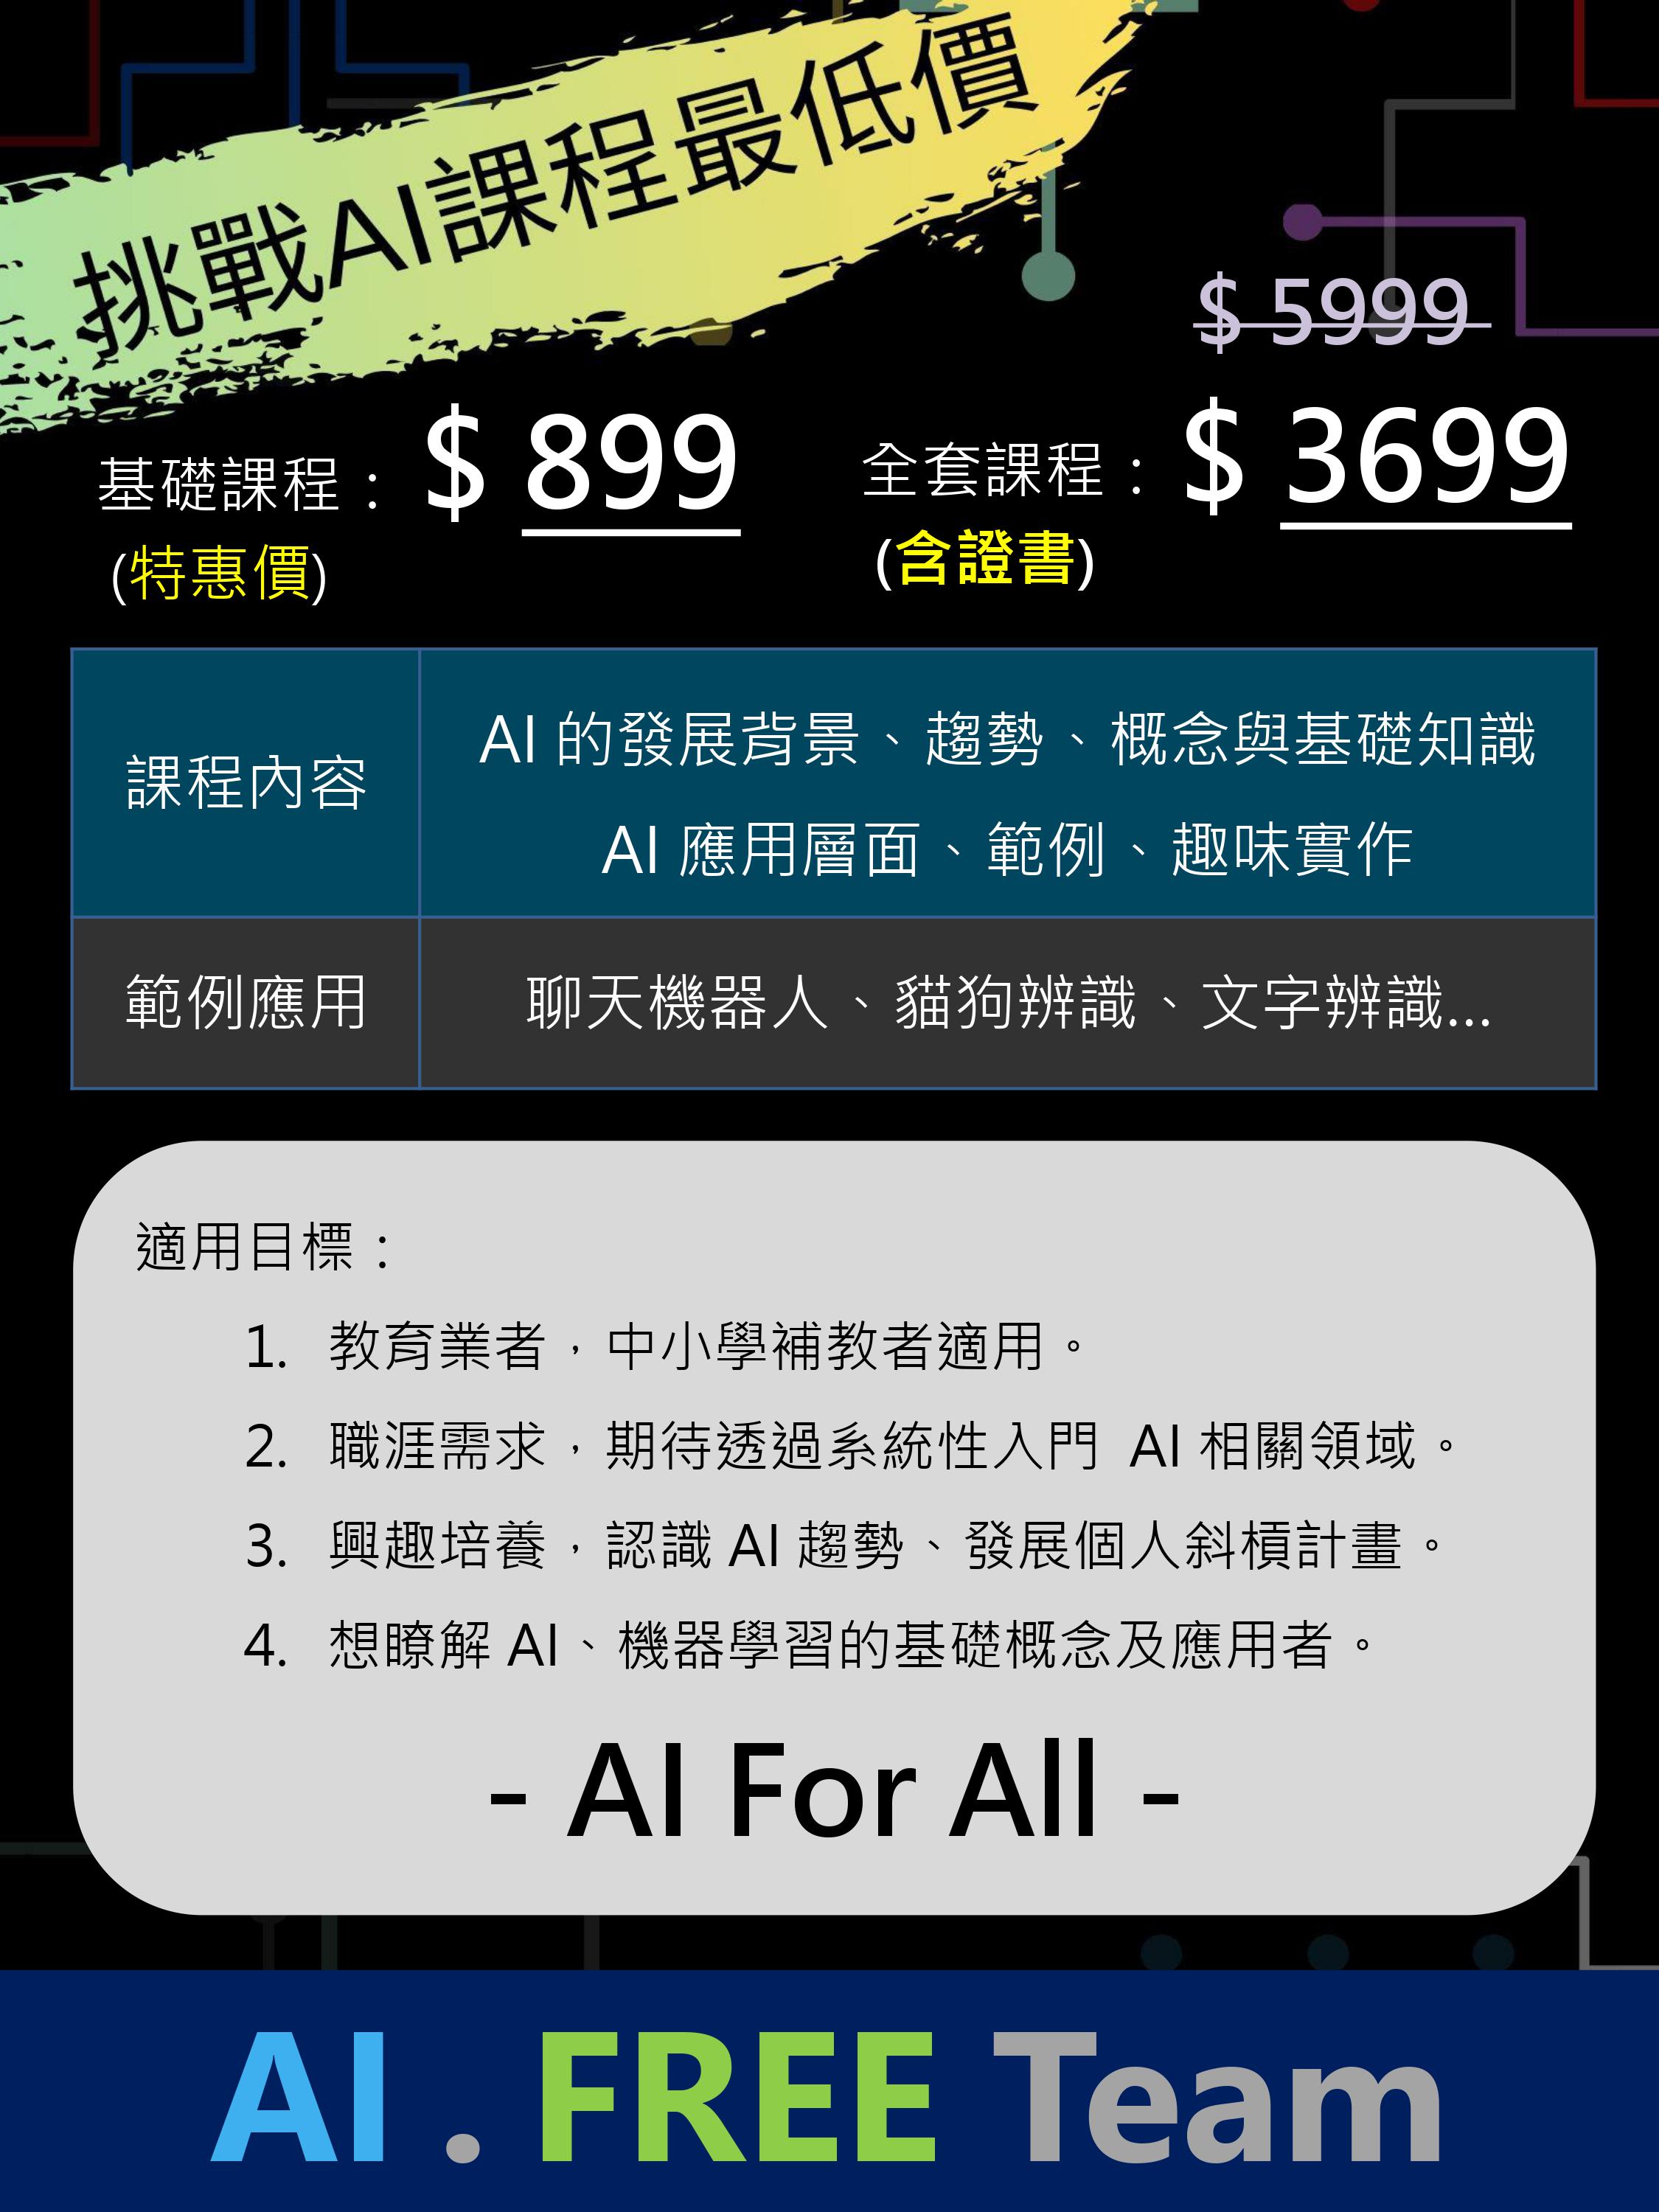 挑戰AI課程最低價
$ 5999
基礎課程：$ 899
(特惠價)
全套課程：$ 3699
(含證書)
課程內容
AI 的發展背景、趨勢、概念與基礎知識
AI 應用層面、範例、趣味實作
範例應用
聊天機器人、貓狗辨識、文字辨識...
適用目標：
1. 教育業者，中小學補教者適用。
2. 職涯需求，期待透過系統性入門 AI 相關領域。
3. 興趣培養，認識 AI 趨勢、發展個人斜槓計畫。
4. 想瞭解 AI、機器學習的基礎概念及應用者。
- AI For All -
AI . FREE Team